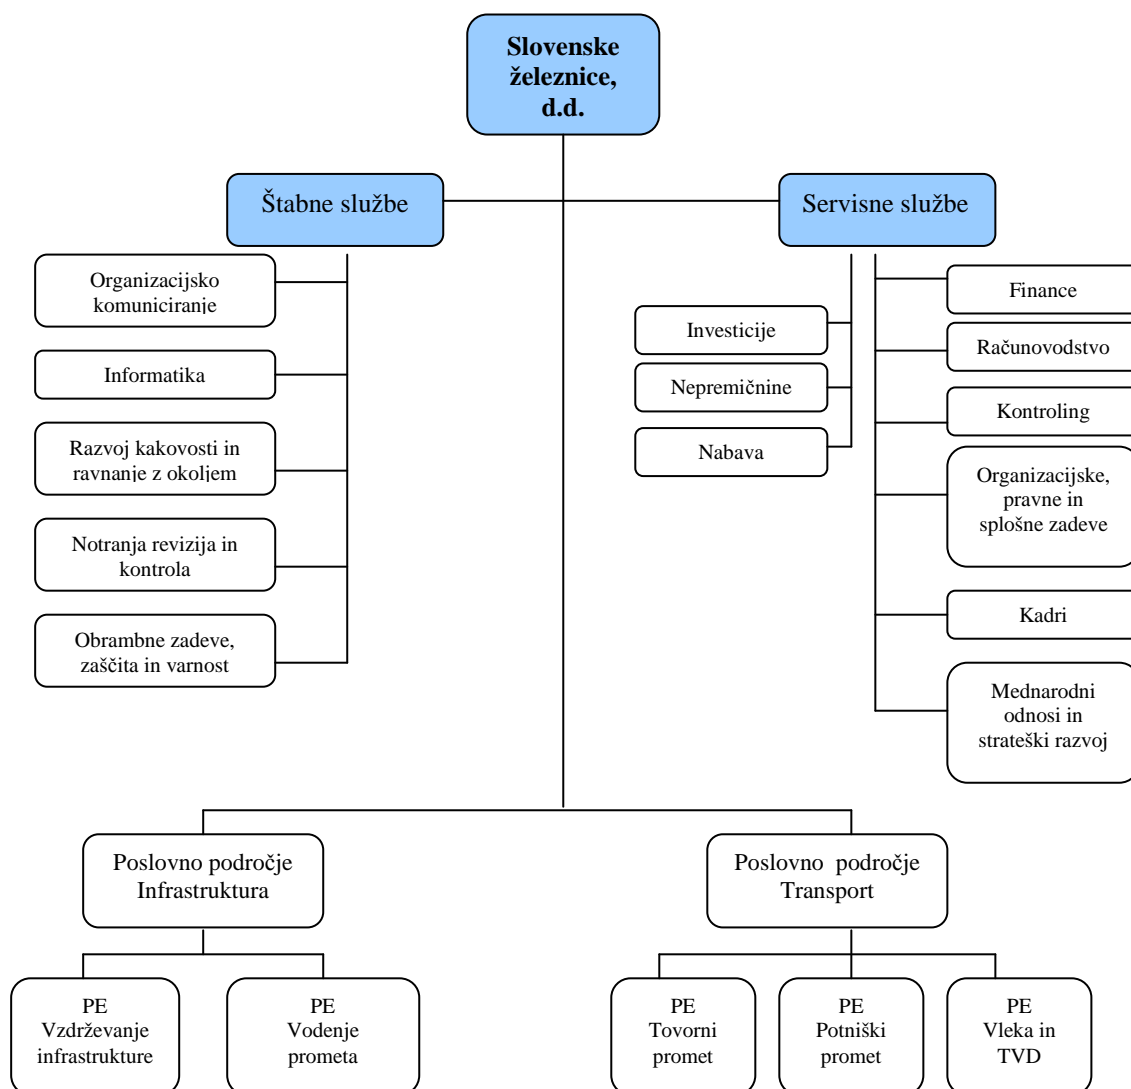 Slovenske
železnice,
d.d.
Štabne službe
Servisne službe
Organizacijsko
komuniciranje
Informatika
Razvoj kakovosti in
ravnanje z okoljem
Notranja revizija in
kontrola
Obrambne zadeve,
zaščita in varnost
Investicije
Nepremičnine
Nabava
Finance
Računovodstvo
Kontroling
Organizacijske,
pravne in
splošne zadeve
Kadri
Mednarodni
odnosi in
strateški razvoj
Poslovno področje
Infrastruktura
Poslovno področje
Transport
PE
Vzdrževanje
infrastrukture
PE
Vodenje
prometa
PE
Tovorni
promet
PE
Potniški
promet
PE
Vleka in
TVD